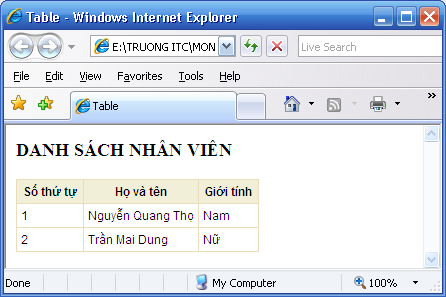 Table - Windows Internet Explorer
E:\TRUONG ITC\MON
Live Search
File Edit View Favorites Tools Help
Table
DANH SÁCH NHÂN VIÊN
Số thứ tự Họ và tên Giới tính
1 Nguyễn Quang Thọ Nam
2 Trần Mai Dung Nữ
Done My Computer 100%